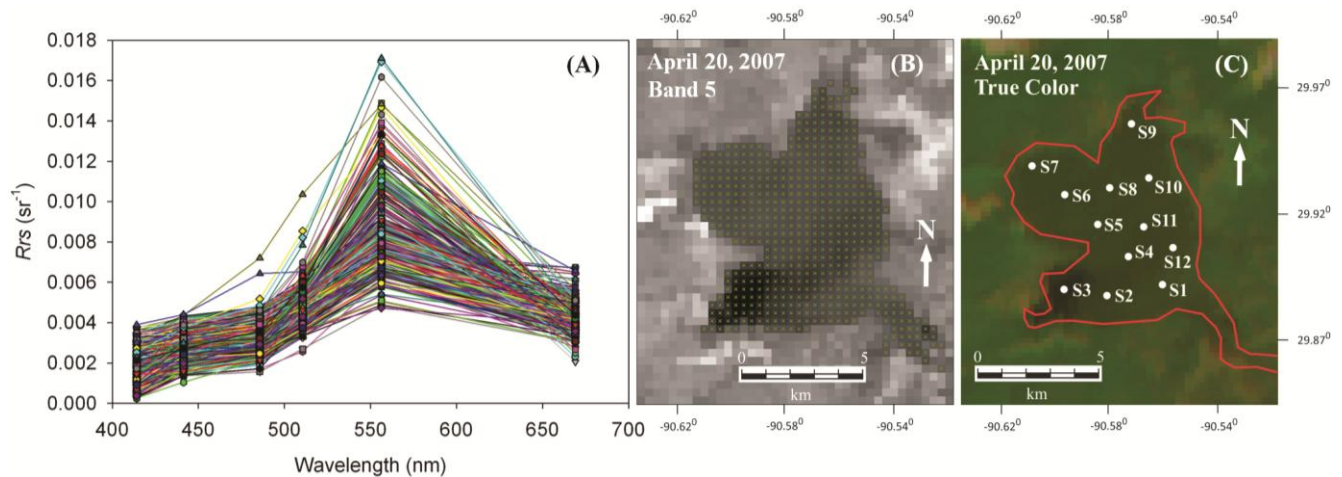 Rrs (sr-1)
0.018
0.016
0.014
0.012
0.010
0.008
0.006
0.004
0.002
0.000
400 450 500 550 600 650 700
Wavelength (nm)
(A)
-90.62⁰ -90.58⁰ -90.54⁰
April 20, 2007
Band 5
(B)
N
0 5
km
-90.62⁰ -90.58⁰ -90.54⁰
-90.62⁰ -90.58⁰ -90.54⁰
April 20, 2007
True Color
(C)
N
S9
S7
S8 S10
S6
S5 S11
S4
S12
S3 S2 S1
0 5
km
29.97⁰
29.92⁰
29.87⁰
-90.62⁰ -90.58⁰ -90.54⁰